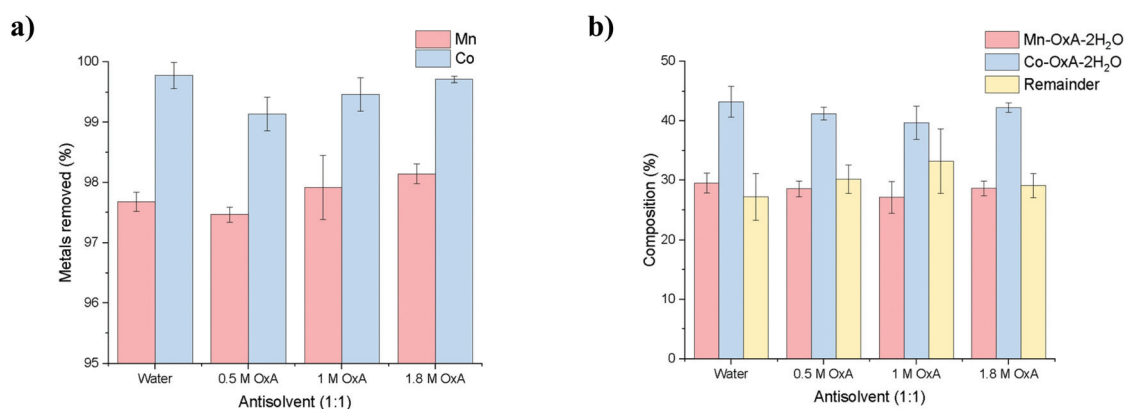 a)
Mn
Co
100
99
98
97
96
95
Metals removed (%)
Water
0.5 M OxA
1 M OxA
1.8 M OxA
Antisolvent (1:1)
b)
Mn-OxA-2H₂O
Co-OxA-2H₂O
Remainder
50
40
30
20
10
0
Composition (%)
Water
0.5 M OxA
1 M OxA
1.8 M OxA
Antisolvent (1:1)